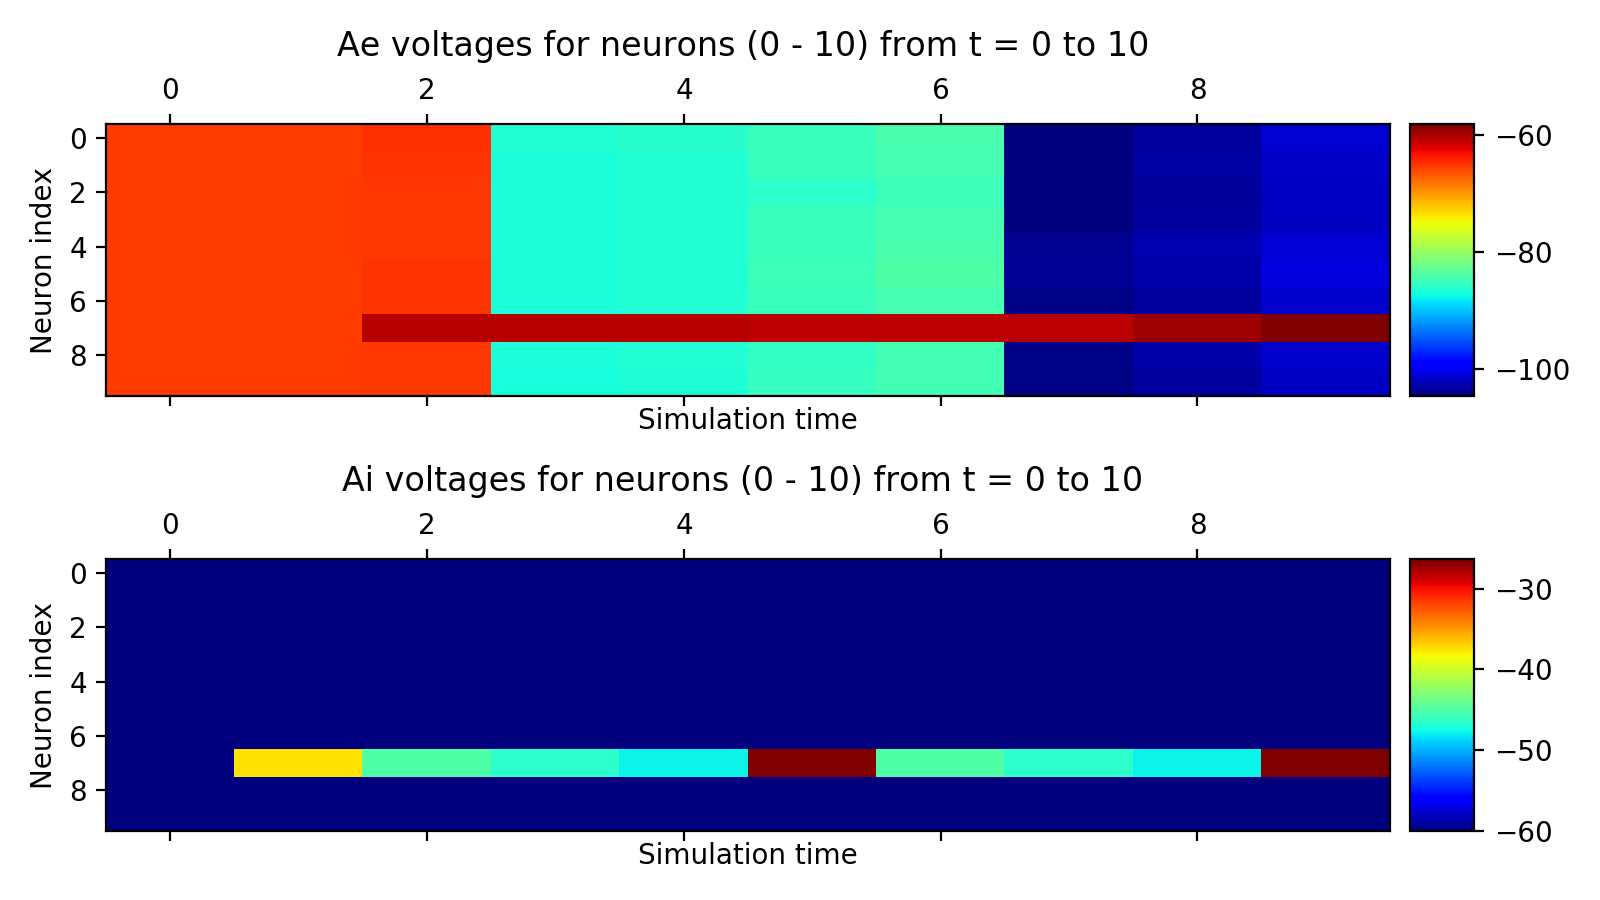 Ae voltages for neurons (0 - 10) from t = 0 to 10
0 2 4 6 8
Neuron index
0
2
4
6
8
−60
−80
−100
Simulation time
Ai voltages for neurons (0 - 10) from t = 0 to 10
0 2 4 6 8
Neuron index
0
2
4
6
8
−30
−40
−50
−60
Simulation time